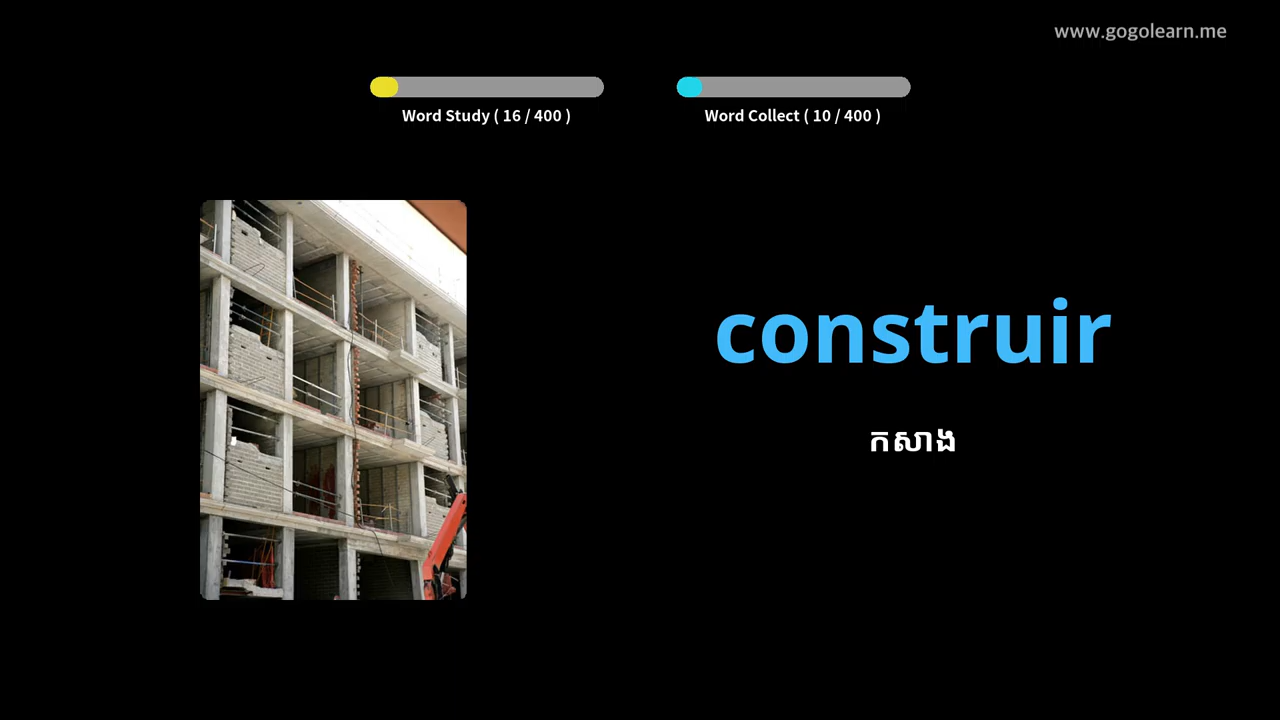 www.gogolearn.me
Word Study ( 16 / 400 )
Word Collect ( 10 / 400 )
construir
កសាង